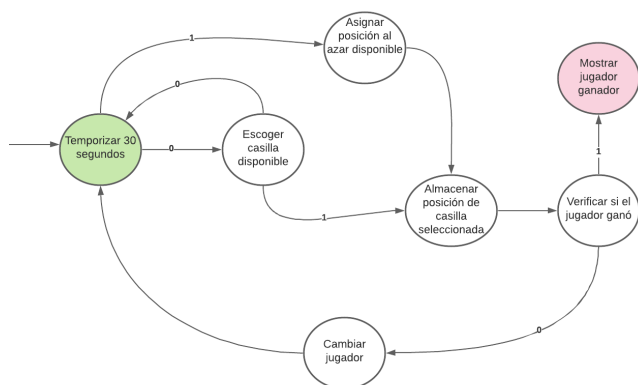 1
Asignar
posición al
azar disponible
Mostrar
jugador
ganador
0
Temporizar 30
segundos
0
Escoger
casilla
disponible
1
1
Almacenar
posición de
casilla
seleccionada
Verificar si el
jugador ganó
0
Cambiar
jugador